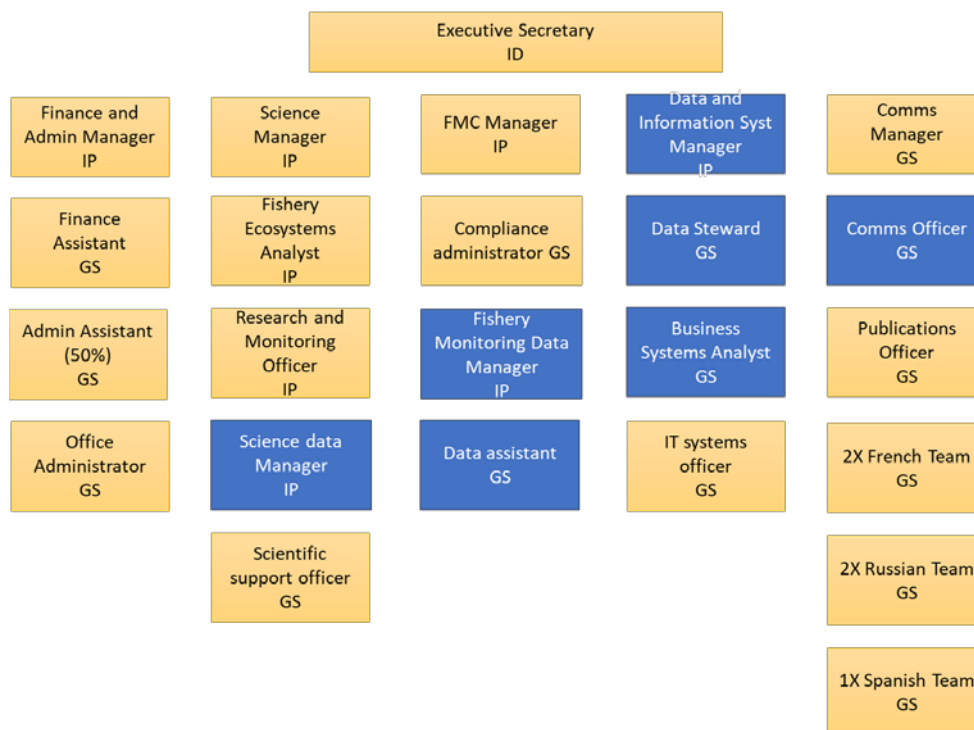 Executive Secretary
ID
Finance and
Admin Manager
IP
Science
Manager
IP
FMC Manager
IP
Data and
Information Syst
Manager
IP
Comms
Manager
GS
Finance
Assistant
GS
Fishery
Ecosystems
Analyst
IP
Compliance
administrator GS
Data Steward
GS
Comms Officer
GS
Admin Assistant
(50%)
GS
Research and
Monitoring
Officer
IP
Fishery
Monitoring Data
Manager
IP
Business
Systems Analyst
GS
Publications
Officer
GS
Office
Administrator
GS
Science data
Manager
IP
Data assistant
GS
IT systems
officer
GS
2X French Team
GS
Scientific
support officer
GS
2X Russian Team
GS
1X Spanish Team
GS